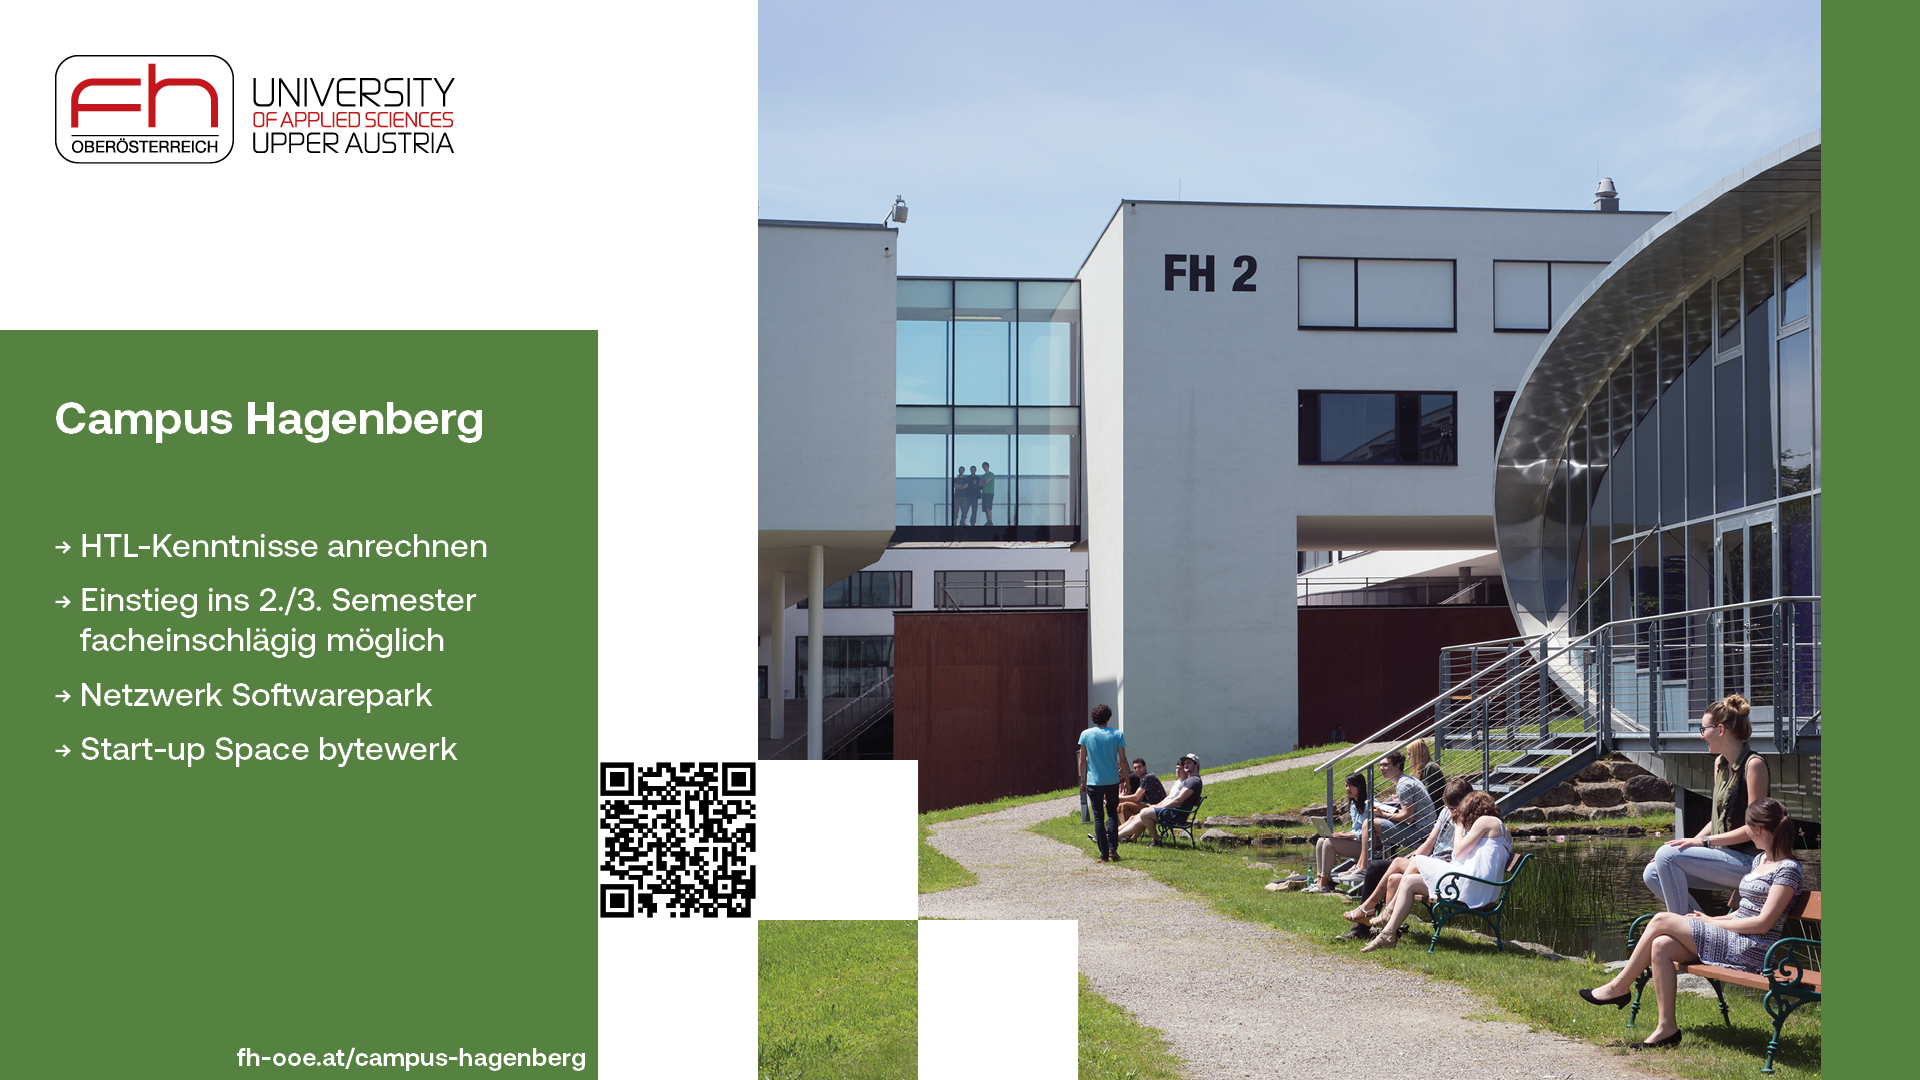 Fh
OBERÖSTERREICH
UNIVERSITY
OF APPLIED SCIENCES
UPPER AUSTRIA
FH 2
Campus Hagenberg
→ HTL-Kenntnisse anrechnen
→ Einstieg ins 2./3. Semester
facheinschlägig möglich
→ Netzwerk Softwarepark
→ Start-up Space bytewerk
fh-ooe.at/campus-hagenberg